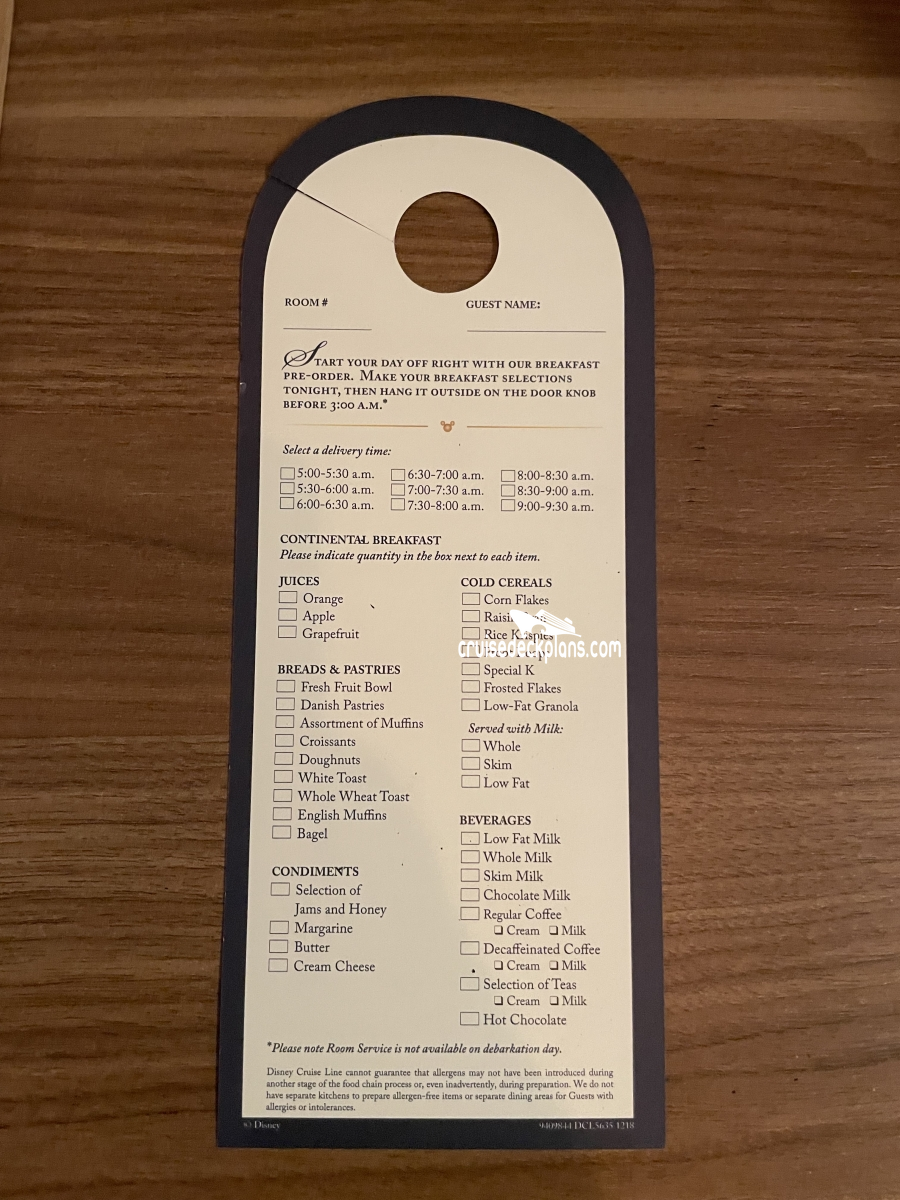 ROOM # GUEST NAME:
START YOUR DAY OFF RIGHT WITH OUR BREAKFAST
PRE-ORDER. MAKE YOUR BREAKFAST SELECTIONS
TONIGHT, THEN HANG IT OUTSIDE ON THE DOOR KNOB
BEFORE 3:00 A.M.*
Select a delivery time:
5:00-5:30 a.m. 6:30-7:00 a.m. 8:00-8:30 a.m.
5:30-6:00 a.m. 7:00-7:30 a.m. 8:30-9:00 a.m.
6:00-6:30 a.m. 7:30-8:00 a.m. 9:00-9:30 a.m.
CONTINENTAL BREAKFAST
Please indicate quantity in the box next to each item.
JUICES
Orange
Apple
Grapefruit
BREADS & PASTRIES
Fresh Fruit Bowl
Danish Pastries
Assortment of Muffins
Croissants
Doughnuts
White Toast
Whole Wheat Toast
English Muffins
Bagel
CONDIMENTS
Selection of
Jams and Honey
Margarine
Butter
Cream Cheese
COLD CEREALS
Corn Flakes
Raisin
Rice Krispies
cruisedeckplans.com
Special K
Frosted Flakes
Low-Fat Granola
Served with Milk:
Whole
Skim
Low Fat
BEVERAGES
Low Fat Milk
Whole Milk
Skim Milk
Chocolate Milk
Regular Coffee
Cream Milk
Decaffeinated Coffee
Cream Milk
Selection of Teas
Cream Milk
Hot Chocolate
*Please note Room Service is not available on debarkation day.
Disney Cruise Line cannot guarantee that allergens may not have been introduced during
another stage of the food chain process or, even inadvertently, during preparation. We do not
have separate kitchens to prepare allergen-free items or separate dining areas for Guests with
allergies or intolerances.
© Disney 9409844 DCL5635 1218